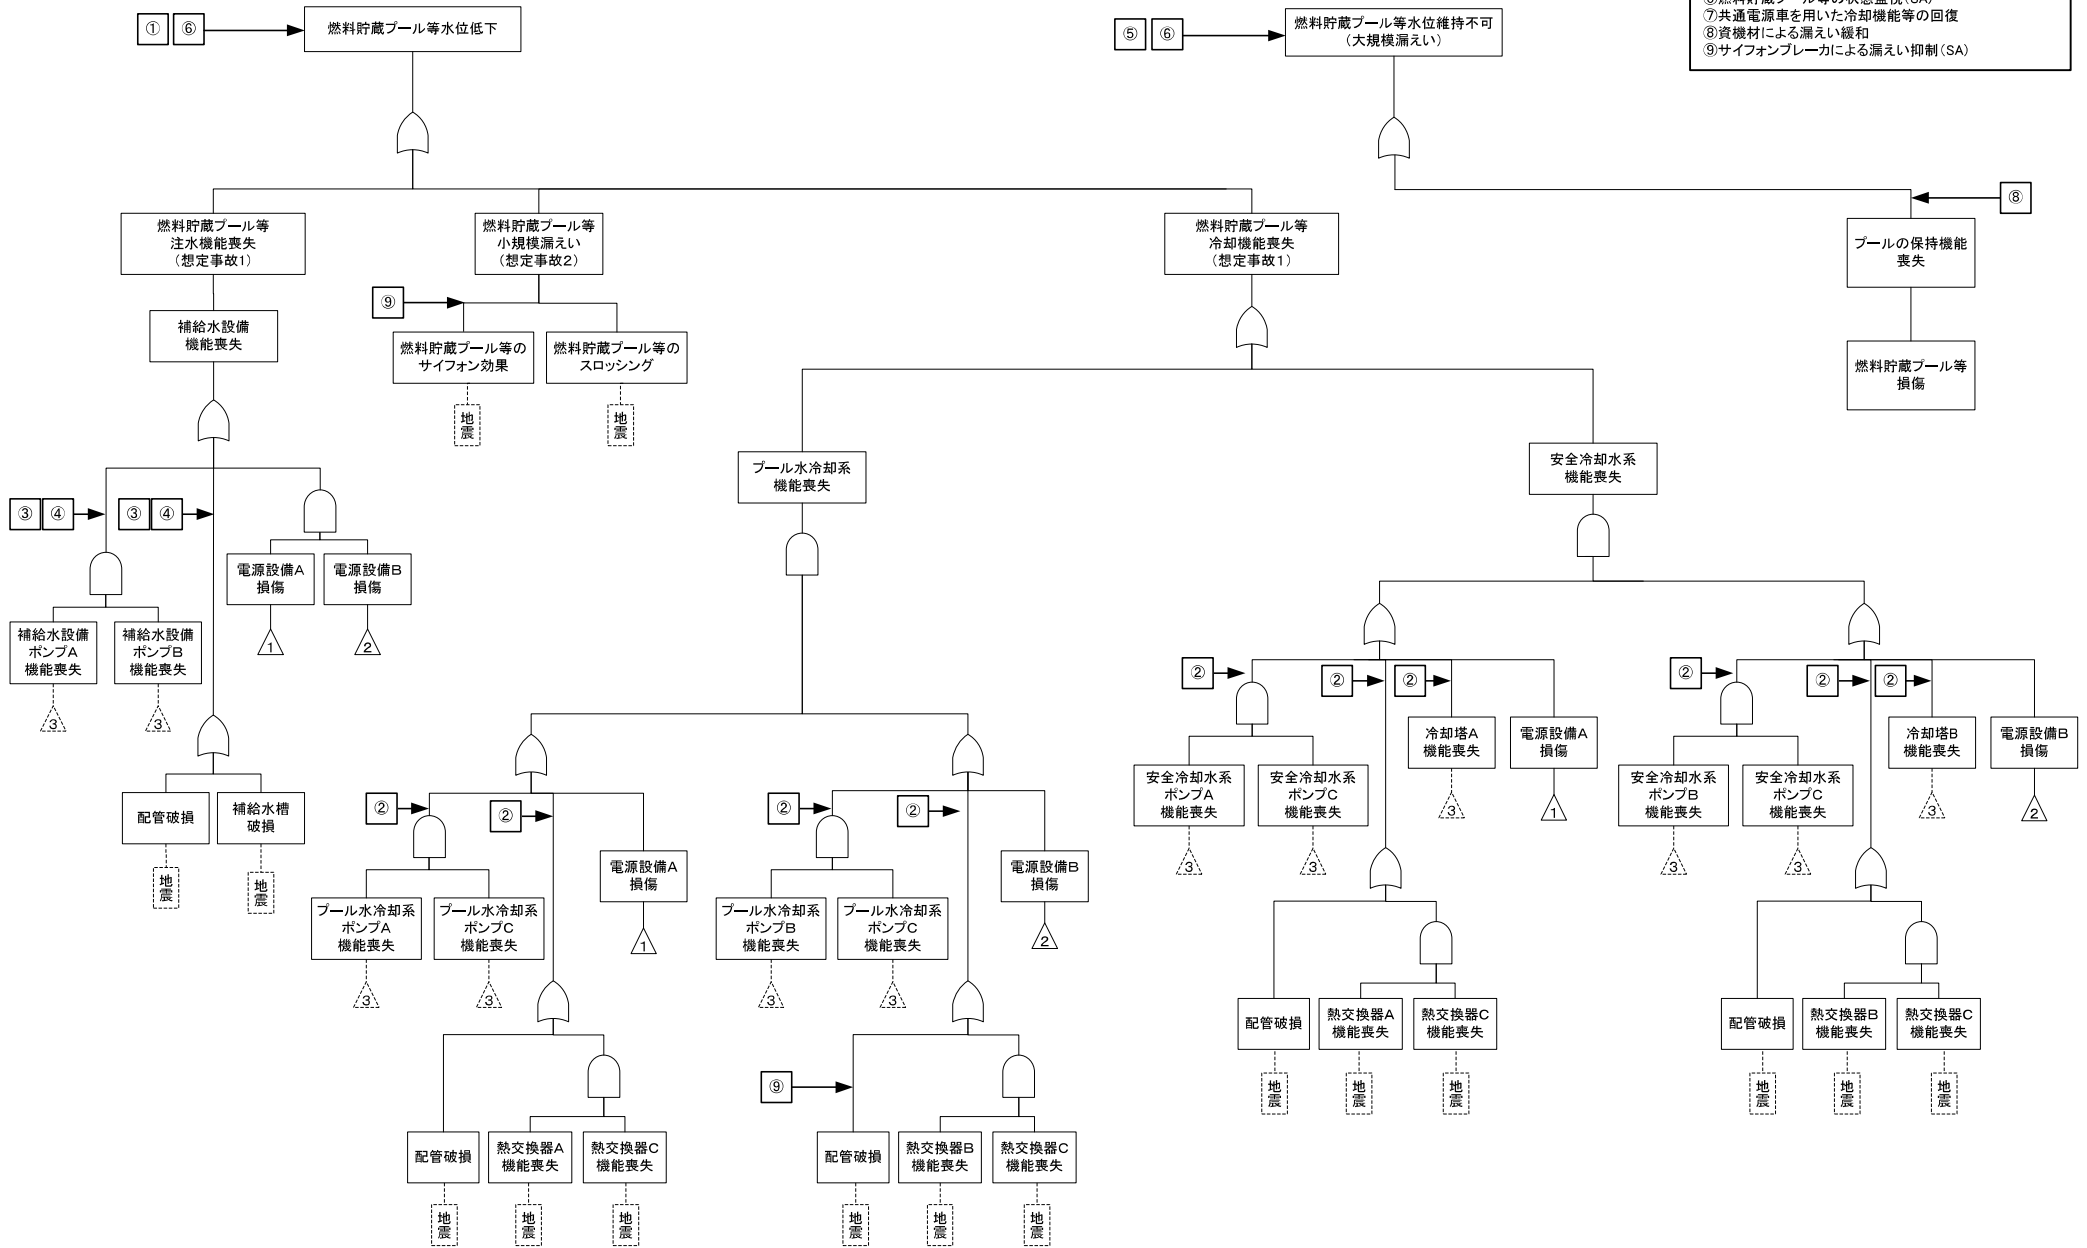 ①
⑥
燃料貯蔵プール等水位低下
⑤
⑥
燃料貯蔵プール等水位維持不可
(大規模漏えい)
⑥燃料貯蔵プール等の状態監視(SA)
⑦共通電源車を用いた冷却機能等の回復
⑧資機材による漏えい緩和
⑨サイフォンブレーカによる漏えい抑制(SA)
燃料貯蔵プール等
注水機能喪失
(想定事故1)
燃料貯蔵プール等
小規模漏えい
(想定事故2)
燃料貯蔵プール等
冷却機能喪失
(想定事故1)
⑧
プールの保持機能
喪失
⑨
補給水設備
機能喪失
燃料貯蔵プール等の
サイフォン効果
燃料貯蔵プール等の
スロッシング
燃料貯蔵プール等
損傷
地震
地震
プール水冷却系
機能喪失
安全冷却水系
機能喪失
③
④
③
④
電源設備A
損傷
電源設備B
損傷
1
2
補給水設備
ポンプA
機能喪失
補給水設備
ポンプB
機能喪失
3
3
配管破損
補給水槽
破損
地震
地震
②
②
②
②
②
②
冷却塔A
機能喪失
電源設備A
損傷
冷却塔B
機能喪失
電源設備B
損傷
安全冷却水系
ポンプA
機能喪失
安全冷却水系
ポンプC
機能喪失
3
1
安全冷却水系
ポンプB
機能喪失
安全冷却水系
ポンプC
機能喪失
3
2
3
3
3
3
②
②
②
②
電源設備A
損傷
電源設備B
損傷
プール水冷却系
ポンプA
機能喪失
プール水冷却系
ポンプC
機能喪失
1
プール水冷却系
ポンプB
機能喪失
プール水冷却系
ポンプC
機能喪失
2
3
3
3
3
配管破損
熱交換器A
機能喪失
熱交換器C
機能喪失
配管破損
熱交換器B
機能喪失
熱交換器C
機能喪失
地震
地震
地震
地震
地震
地震
⑨
配管破損
熱交換器A
機能喪失
熱交換器C
機能喪失
配管破損
熱交換器B
機能喪失
熱交換器C
機能喪失
地震
地震
地震
地震
地震
地震